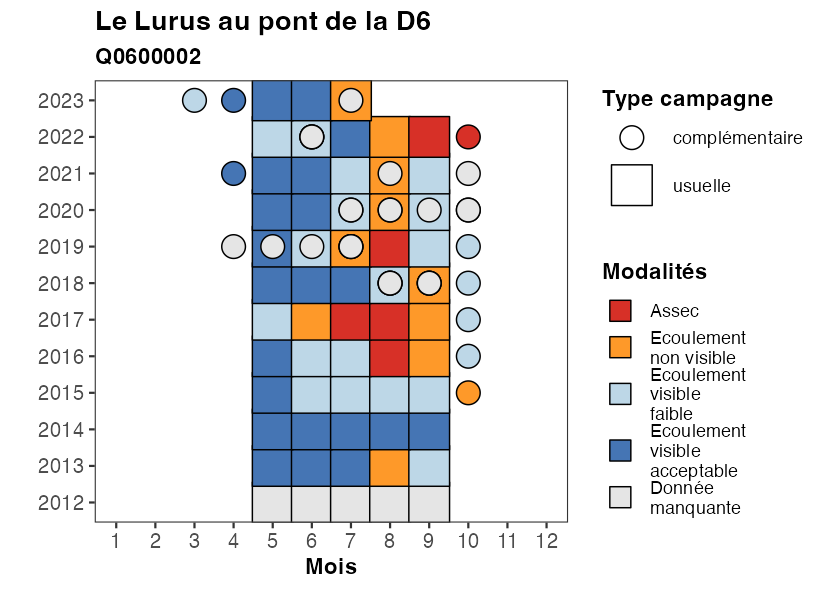 Le Lurus au pont de la D6
Q0600002
2023
2022
2021
2020
2019
2018
2017
2016
2015
2014
2013
2012
1 2 3 4 5 6 7 8 9 10 11 12
Mois
Type campagne
complémentaire
usuelle
Modalités
Assec
Ecoulement
non visible
Ecoulement
visible
faible
Ecoulement
visible
acceptable
Donnée
manquante